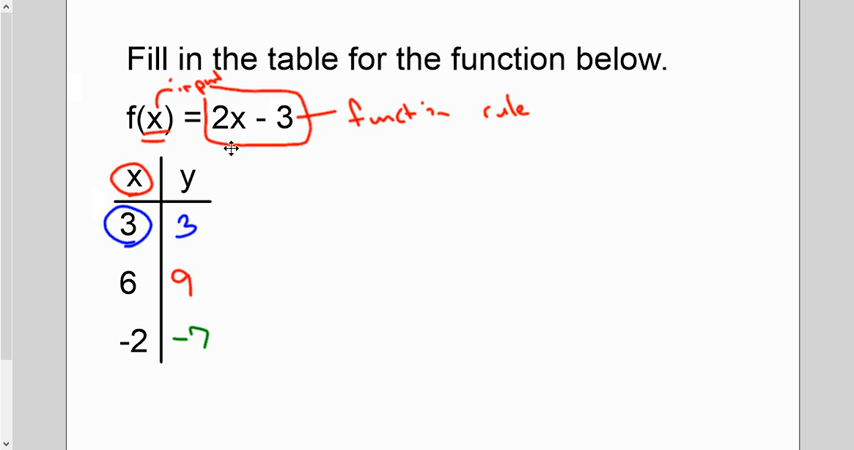 Fill in the table for the function below.
input
f(x) = 2x - 3 function rule
x y
3 3
6 9
-2 -7